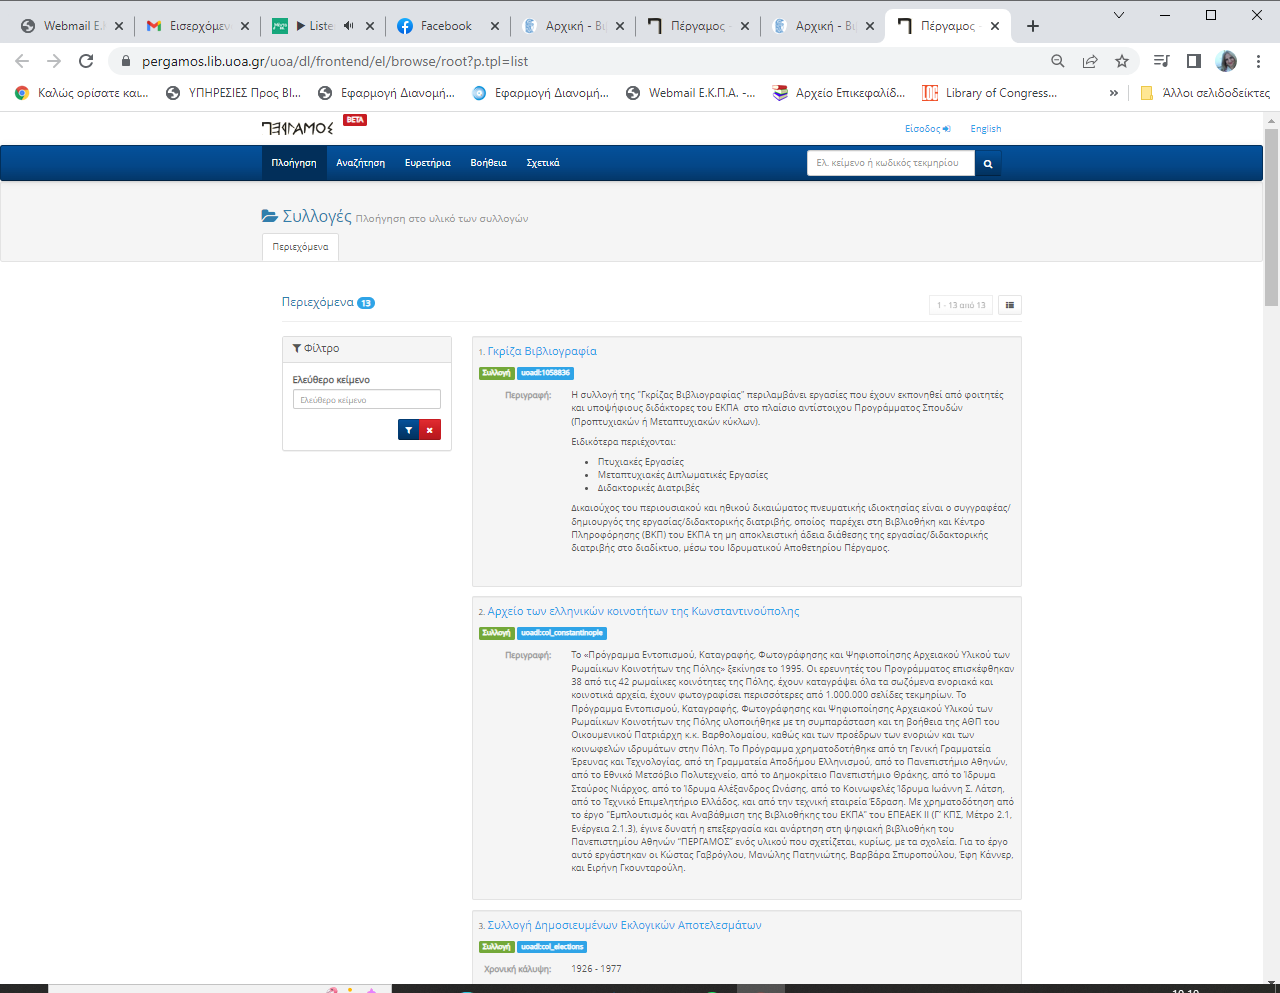 Webmail Ε.Κ
Εισερχόμεν
Liste
Facebook
Αρχική - Βιβ
Πέργαμος -
Αρχική - Βιβ
Πέργαμος -
pergamos.lib.uoa.gr/uoa/dl/frontend/el/browse/root?p.tpl=list
Καλώς ορίσατε και...
ΥΠΗΡΕΣΙΕΣ Προς ΒΙ...
Εφαρμογή Διανομή...
Εφαρμογή Διανομή...
Webmail Ε.Κ.Π.Α. -...
Αρχείο Επικεφαλίδ...
Library of Congress...
»
Άλλοι σελιδοδείκτες
ΠΕΡΓΑΜΟΣ BETA
Είσοδος
English
Πλοήγηση
Αναζήτηση
Ευρετήρια
Βοήθεια
Σχετικά
Ελ. κείμενο ή κωδικός τεκμηρίου
Συλλογές Πλοήγηση στο υλικό των συλλογών
Περιεχόμενα
Περιεχόμενα 13
1 - 13 από 13
Φίλτρο
Ελεύθερο κείμενο
Ελεύθερο κείμενο
1. Γκρίζα Βιβλιογραφία
Συλλογή uoadl:1058836
Περιγραφή:
Η συλλογή της "Γκρίζας Βιβλιογραφίας" περιλαμβάνει εργασίες που έχουν εκπονηθεί από φοιτητές
και υποψήφιους διδάκτορες του ΕΚΠΑ στο πλαίσιο αντίστοιχου Προγράμματος Σπουδών
(Προπτυχιακών ή Μεταπτυχιακών κύκλων).
Ειδικότερα περιέχονται:
• Πτυχιακές Εργασίες
• Μεταπτυχιακές Διπλωματικές Εργασίες
• Διδακτορικές Διατριβές
Δικαιούχος του περιουσιακού και ηθικού δικαιώματος πνευματικής ιδιοκτησίας είναι ο συγγραφέας/
δημιουργός της εργασίας/διδακτορικής διατριβής, οποίος παρέχει στη Βιβλιοθήκη και Κέντρο
Πληροφόρησης (ΒΚΠ) του ΕΚΠΑ τη μη αποκλειστική άδεια διάθεσης της εργασίας/διδακτορικής
διατριβής στο διαδίκτυο, μέσω του Ιδρυματικού Αποθετηρίου Πέργαμος.
2. Αρχείο των ελληνικών κοινοτήτων της Κωνσταντινούπολης
Συλλογή uoadl:col_constantinople
Περιγραφή:
Το «Πρόγραμμα Εντοπισμού, Καταγραφής, Φωτογράφησης και Ψηφιοποίησης Αρχειακού Υλικού των
Ρωμαίικων Κοινοτήτων της Πόλης» ξεκίνησε το 1995. Οι ερευνητές του Προγράμματος επισκέφθηκαν
38 από τις 42 ρωμαίικες κοινότητες της Πόλης, έχουν καταγράψει όλα τα σωζόμενα ενοριακά και
κοινοτικά αρχεία, έχουν φωτογραφίσει περισσότερες από 1.000.000 σελίδες τεκμηρίων. Το
Πρόγραμμα Εντοπισμού, Καταγραφής, Φωτογράφησης και Ψηφιοποίησης Αρχειακού Υλικού των
Ρωμαίικων Κοινοτήτων της Πόλης υλοποιήθηκε με τη συμπαράσταση και τη βοήθεια της ΑΘΠ του
Οικουμενικού Πατριάρχη κ.κ. Βαρθολομαίου, καθώς και των προέδρων των ενοριών και των
κοινωφελών ιδρυμάτων στην Πόλη. Το Πρόγραμμα χρηματοδοτήθηκε από τη Γενική Γραμματεία
Έρευνας και Τεχνολογίας, από τη Γραμματεία Αποδήμου Ελληνισμού, από το Πανεπιστήμιο Αθηνών,
από το Εθνικό Μετσόβιο Πολυτεχνείο, από το Δημοκρίτειο Πανεπιστήμιο Θράκης, από το Ίδρυμα
Σταύρος Νιάρχος, από το Ίδρυμα Αλέξανδρος Ωνάσης, από το Κοινωφελές Ίδρυμα Ιωάννη Σ. Λάτση,
από το Τεχνικό Επιμελητήριο Ελλάδος, και από την τεχνική εταιρεία Έδραση. Με χρηματοδότηση από
το έργο "Εμπλουτισμός και Αναβάθμιση της Βιβλιοθήκης του ΕΚΠΑ" του ΕΠΕΑΕΚ ΙΙ (Γ' ΚΠΣ, Μέτρο 2.1,
Ενέργεια 2.1.3), έγινε δυνατή η επεξεργασία και ανάρτηση στη ψηφιακή βιβλιοθήκη του
Πανεπιστημίου Αθηνών "ΠΕΡΓΑΜΟΣ" ενός υλικού που σχετίζεται, κυρίως, με τα σχολεία. Για το έργο
αυτό εργάστηκαν οι Κώστας Γαβρόγλου, Μανώλης Πατηνιώτης, Βαρβάρα Σπυροπούλου, Έφη Κάννερ,
και Ειρήνη Γκουνταρούλη.
3. Συλλογή Δημοσιευμένων Εκλογικών Αποτελεσμάτων
Συλλογή uoadl:col_elections
Χρονική κάλυψη:
1926 - 1977